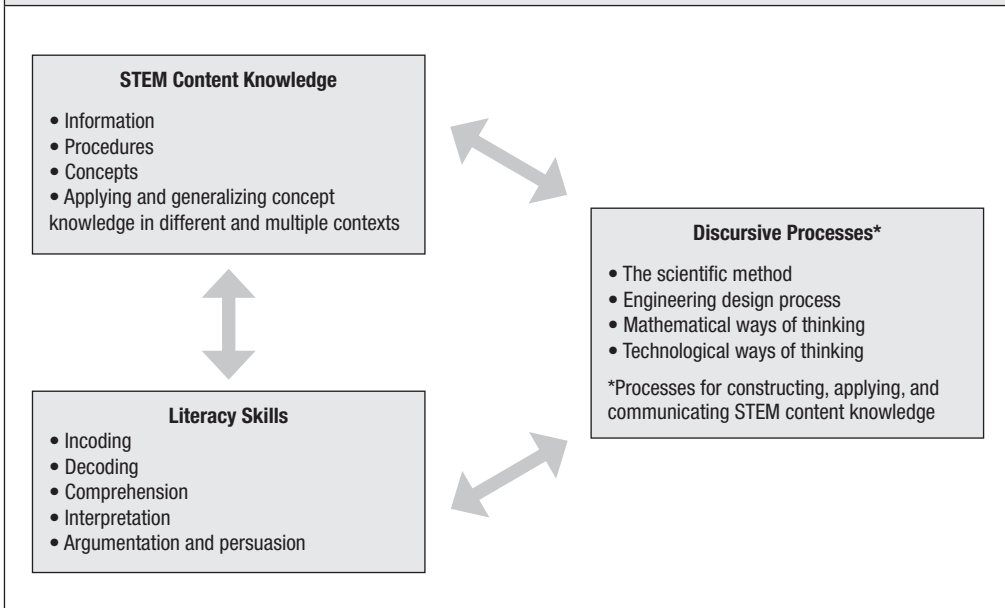 STEM Content Knowledge
• Information
• Procedures
• Concepts
• Applying and generalizing concept
knowledge in different and multiple contexts
Discursive Processes*
• The scientific method
• Engineering design process
• Mathematical ways of thinking
• Technological ways of thinking
*Processes for constructing, applying, and
communicating STEM content knowledge
Literacy Skills
• Incoding
• Decoding
• Comprehension
• Interpretation
• Argumentation and persuasion